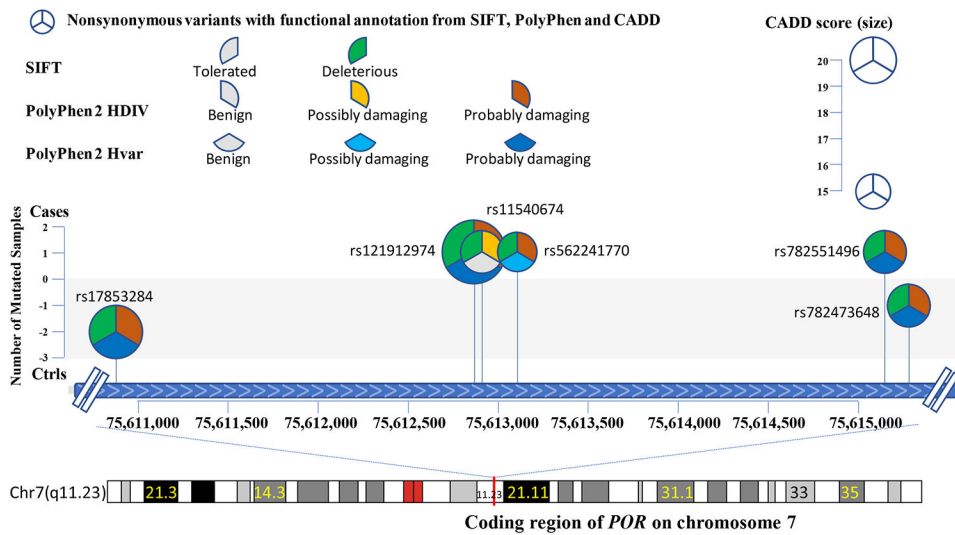 Nonsynonymous variants with functional annotation from SIFT, PolyPhen and CADD
CADD score (size)
SIFT
Tolerated
Deleterious
PolyPhen2 HDIV
Benign
Possibly damaging
Probably damaging
PolyPhen2 Hvar
Benign
Possibly damaging
Probably damaging
20
19
18
17
16
15
Number of Mutated Samples
Cases
2
1
0
-1
-2
-3
Ctrls
rs17853284
rs121912974
rs11540674
rs562241770
rs782551496
rs782473648
75,611,000
75,611,500
75,612,000
75,612,500
75,613,000
75,613,500
75,614,000
75,614,500
75,615,000
Chr7(q11.23)
21.3
14.3
11.23
21.11
31.1
33
35
Coding region of POR on chromosome 7